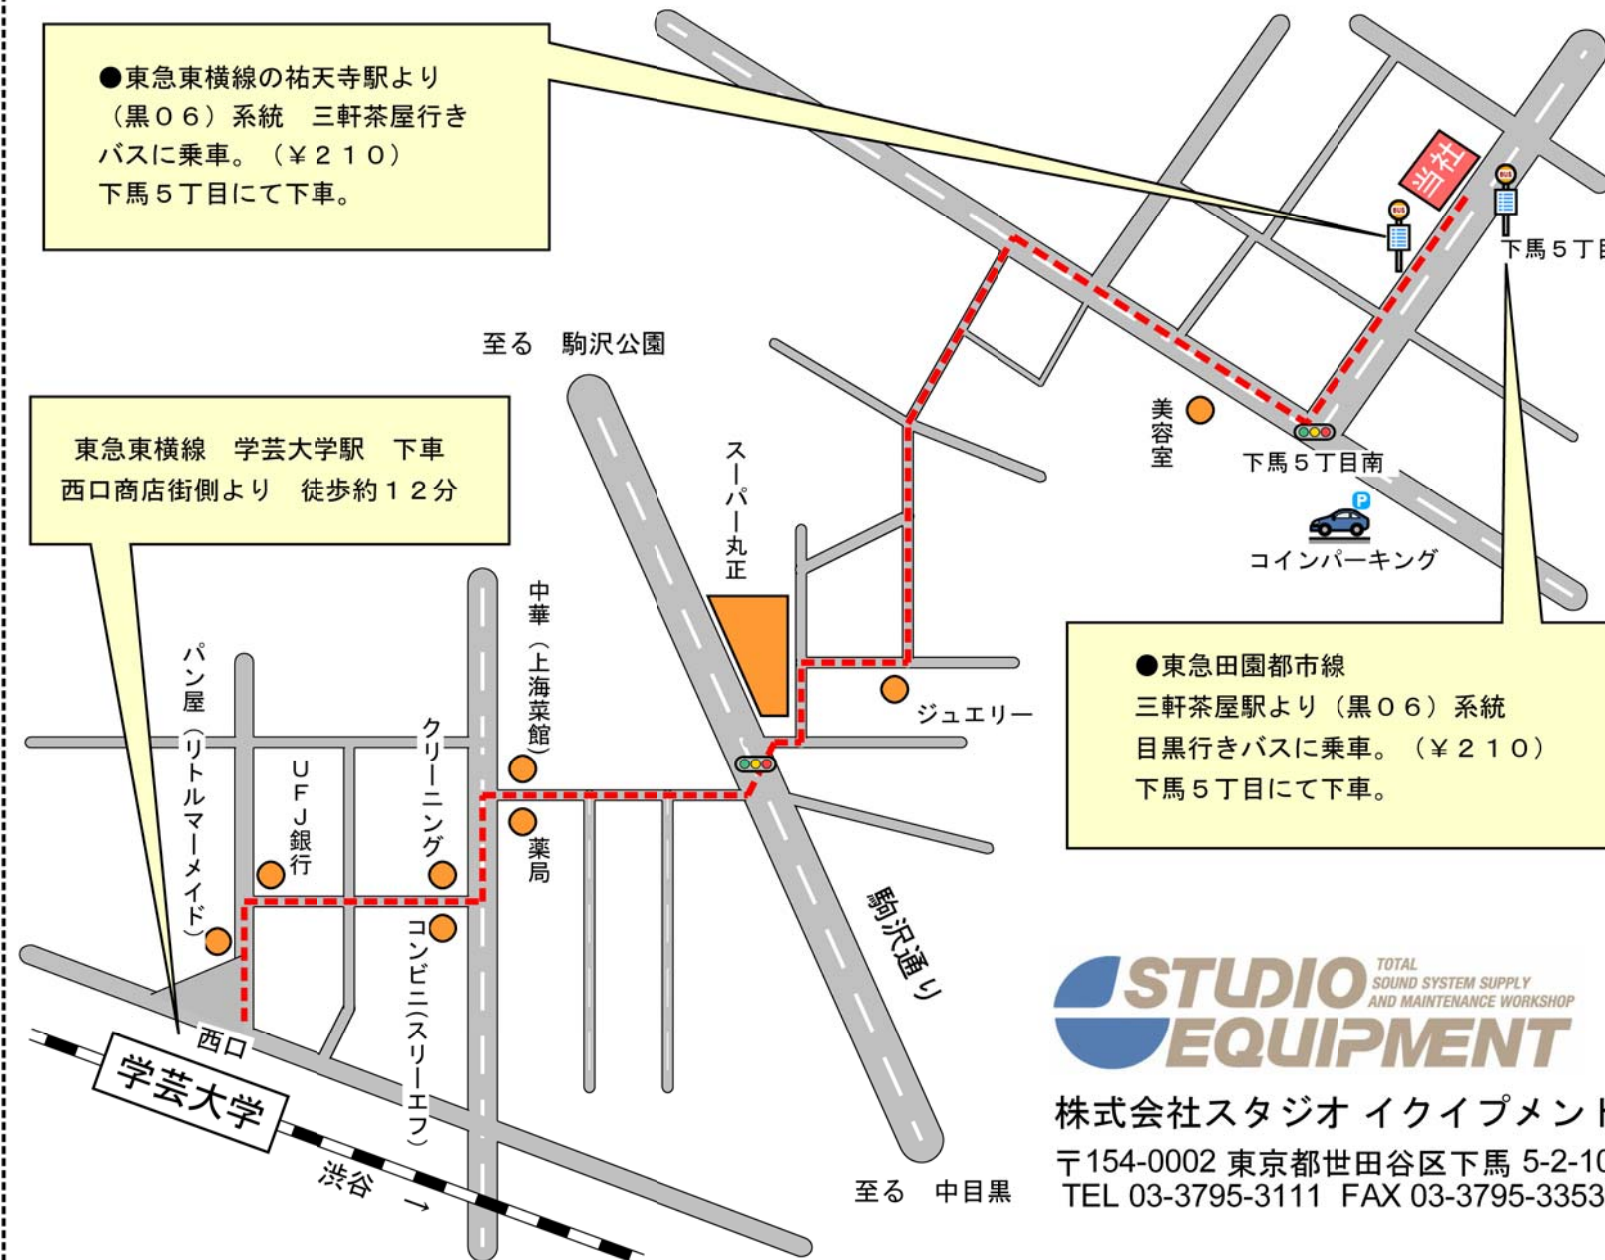 ●東急東横線の祐天寺駅より
（黒０６）系統　三軒茶屋行き
バスに乗車。（￥２１０）
下馬５丁目にて下車。
当社
BUS
BUS
下馬５丁目
至る　駒沢公園
東急東横線　学芸大学駅　下車
西口商店街側より　徒歩約１２分
美容室
下馬５丁目南
P
コインパーキング
スーパー丸正
中華（上海菜館）
パン屋（リトルマーメイド）
クリーニング
ＵＦＪ銀行
ジュエリー
薬局
コンビニ（スリーエフ）
●東急田園都市線
三軒茶屋駅より（黒０６）系統
目黒行きバスに乗車。（￥２１０）
下馬５丁目にて下車。
駒沢通り
西口
学芸大学
渋谷　→
至る　中目黒
STUDIO
EQUIPMENT
TOTAL
SOUND SYSTEM SUPPLY
AND MAINTENANCE WORKSHOP
株式会社スタジオ イクイプメント
〒154-0002 東京都世田谷区下馬 5-2-10
TEL 03-3795-3111 FAX 03-3795-3353